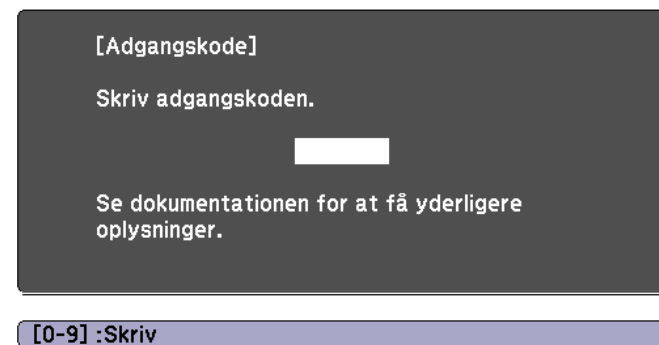 [Adgangskode]
Skriv adgangskoden.
Se dokumentationen for at få yderligere
oplysninger.
[0-9] :Skriv